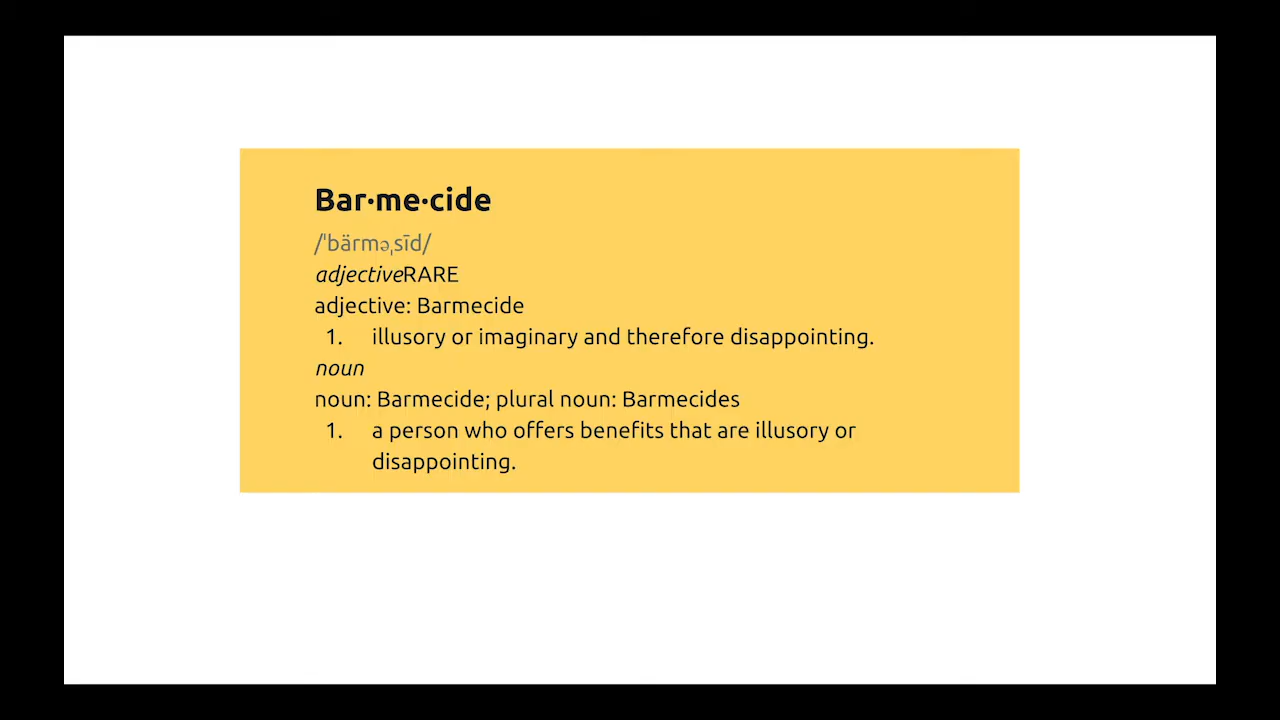 Bar·me·cide
/ˈbärməˌsīd/
adjectiveRARE
adjective: Barmecide
1. illusory or imaginary and therefore disappointing.
noun
noun: Barmecide; plural noun: Barmecides
1. a person who offers benefits that are illusory or
disappointing.